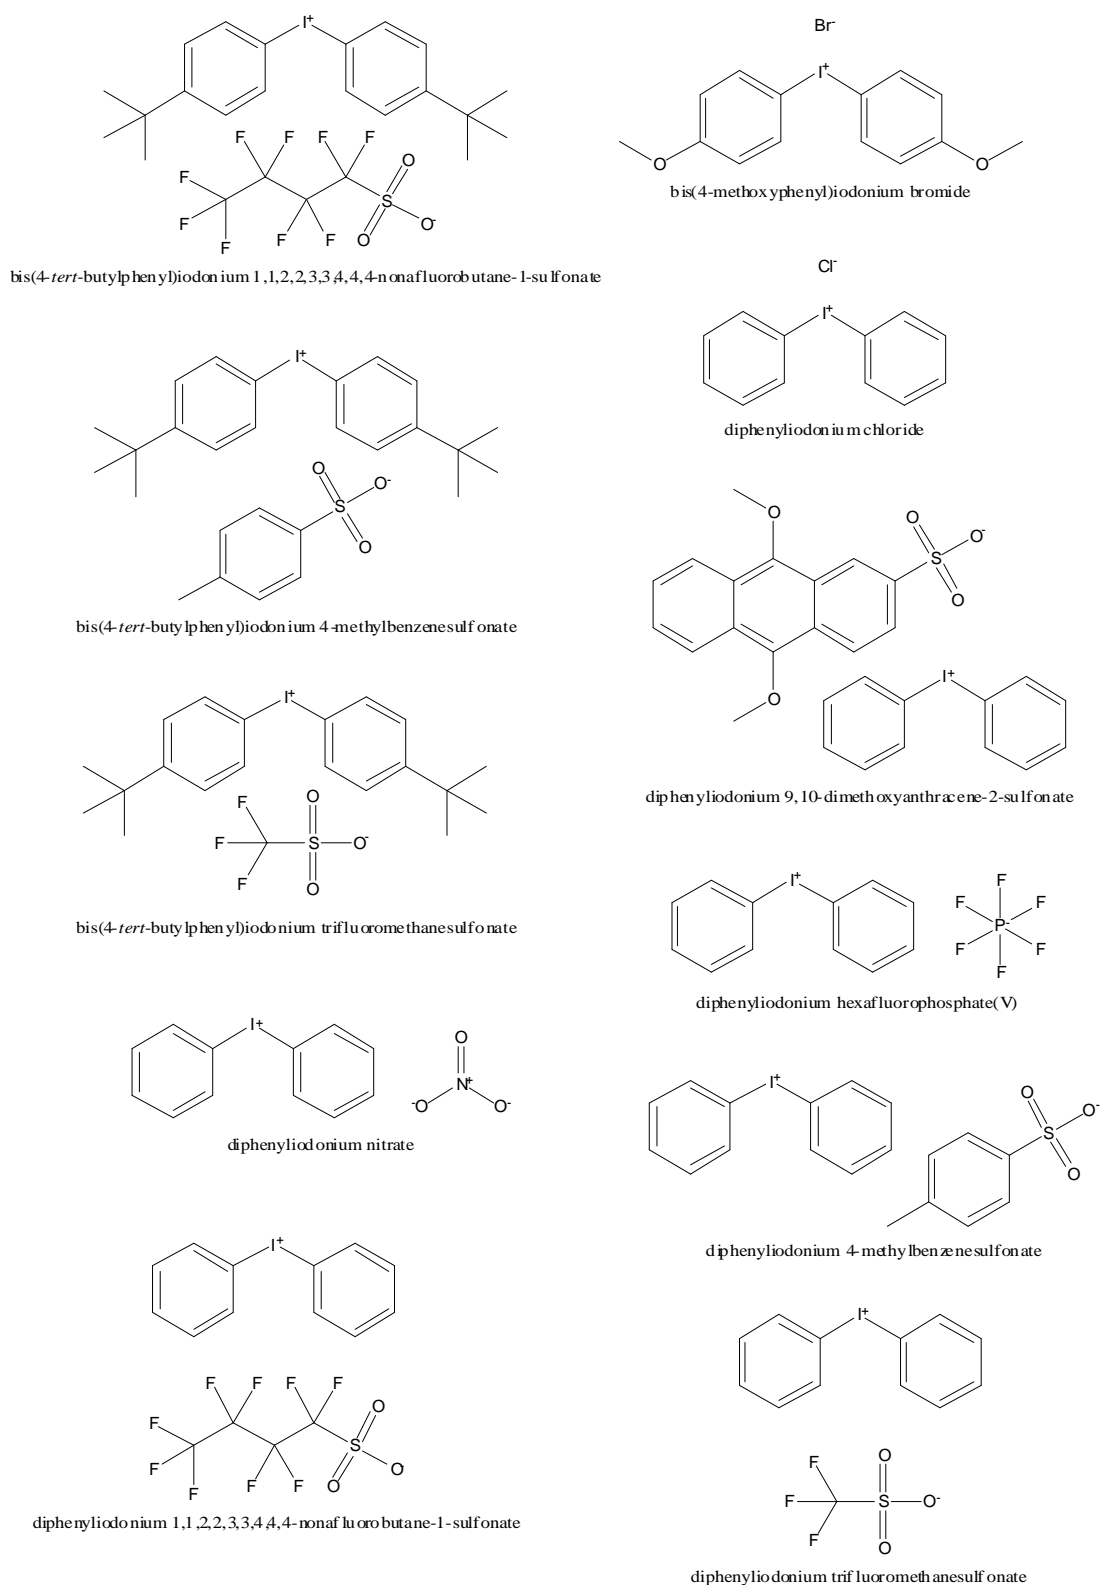 I+
F F F F O
F
F S O-
F F F O
bis(4-tert-butylphenyl)iodonium 1,1,2,2,3,3,4,4,4-nonafluorobutane-1-sulfonate
I+
O O-
S
O
bis(4-tert-butylphenyl)iodonium 4-methylbenzenesulfonate
I+
F O
F S O-
F O
bis(4-tert-butylphenyl)iodonium trifluoromethanesulfonate
I+
O
-O N+ O-
diphenyliodonium nitrate
I+
F F F F O
F
F S O-
F F F O
diphenyliodonium 1,1,2,2,3,3,4,4,4-nonafluorobutane-1-sulfonate
Br-
I+
O O
bis(4-methoxyphenyl)iodonium bromide
Cl-
I+
diphenyliodonium chloride
O O O-
S
O
I+
O
diphenyliodonium 9,10-dimethoxyanthracene-2-sulfonate
I+
F
F F
P-
F F
F
diphenyliodonium hexafluorophosphate(V)
I+
O O-
S
O
diphenyliodonium 4-methylbenzenesulfonate
I+
F O
F S O-
F O
diphenyliodonium trifluoromethanesulfonate